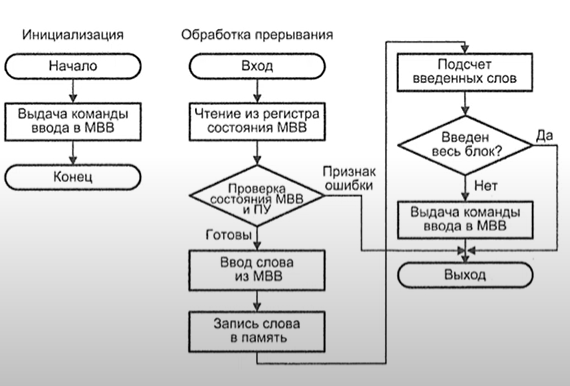 Инициализация
Начало
Выдача команды
ввода в МВВ
Конец
Обработка прерывания
Вход
Чтение из регистра
состояния МВВ
Проверка
состояния МВВ
и ПУ
Признак
ошибки
Готовы
Ввод слова
из МВВ
Запись слова
в память
Подсчет
введенных слов
Введен
весь блок?
Да
Нет
Выдача команды
ввода в МВВ
Выход